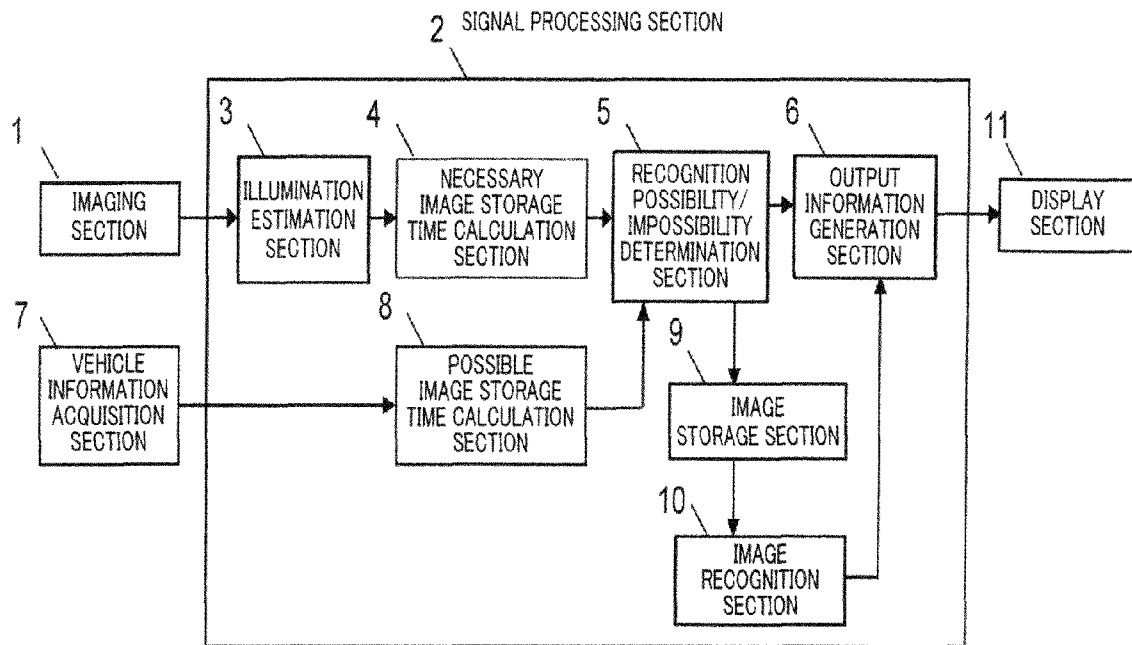 SIGNAL PROCESSING SECTION
2
1
IMAGING
SECTION
3
ILLUMINATION
ESTIMATION
SECTION
4
NECESSARY
IMAGE STORAGE
TIME CALCULATION
SECTION
5
RECOGNITION
POSSIBILITY/
IMPOSSIBILITY
DETERMINATION
SECTION
6
OUTPUT
INFORMATION
GENERATION
SECTION
11
DISPLAY
SECTION
7
VEHICLE
INFORMATION
ACQUISITION
SECTION
8
POSSIBLE
IMAGE STORAGE
TIME CALCULATION
SECTION
9
IMAGE
STORAGE SECTION
10
IMAGE
RECOGNITION
SECTION